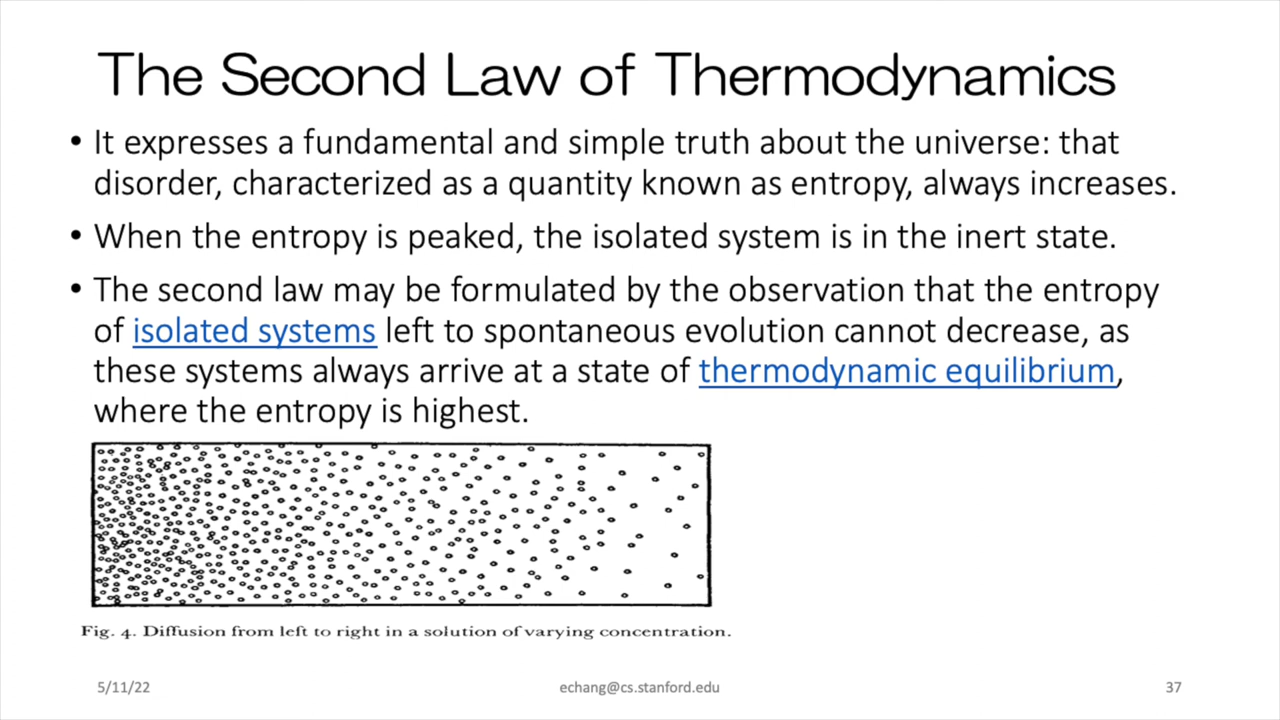 The Second Law of Thermodynamics
• It expresses a fundamental and simple truth about the universe: that
disorder, characterized as a quantity known as entropy, always increases.
• When the entropy is peaked, the isolated system is in the inert state.
• The second law may be formulated by the observation that the entropy
of isolated systems left to spontaneous evolution cannot decrease, as
these systems always arrive at a state of thermodynamic equilibrium,
where the entropy is highest.
Fig. 4. Diffusion from left to right in a solution of varying concentration.
5/11/22
echang@cs.stanford.edu
37